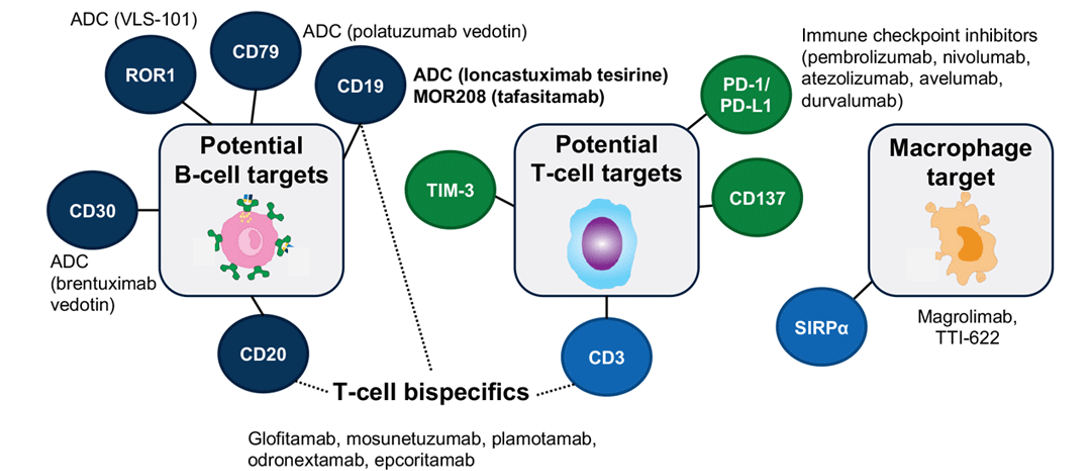 ADC (VLS-101)
ROR1
CD79
ADC (polatuzumab vedotin)
CD19
ADC (loncastuximab tesirine)
MOR208 (tafasitamab)
Potential
B-cell targets
CD30
ADC
(brentuximab
vedotin)
CD20
T-cell bispecifics
Glofitamab, mosunetuzumab, plamotamab,
odronextamab, epcoritamab
Potential
T-cell targets
TIM-3
PD-1/
PD-L1
Immune checkpoint inhibitors
(pembrolizumab, nivolumab,
atezolizumab, avelumab,
durvalumab)
CD137
CD3
Macrophage
target
SIRPα
Magrolimab,
TTI-622